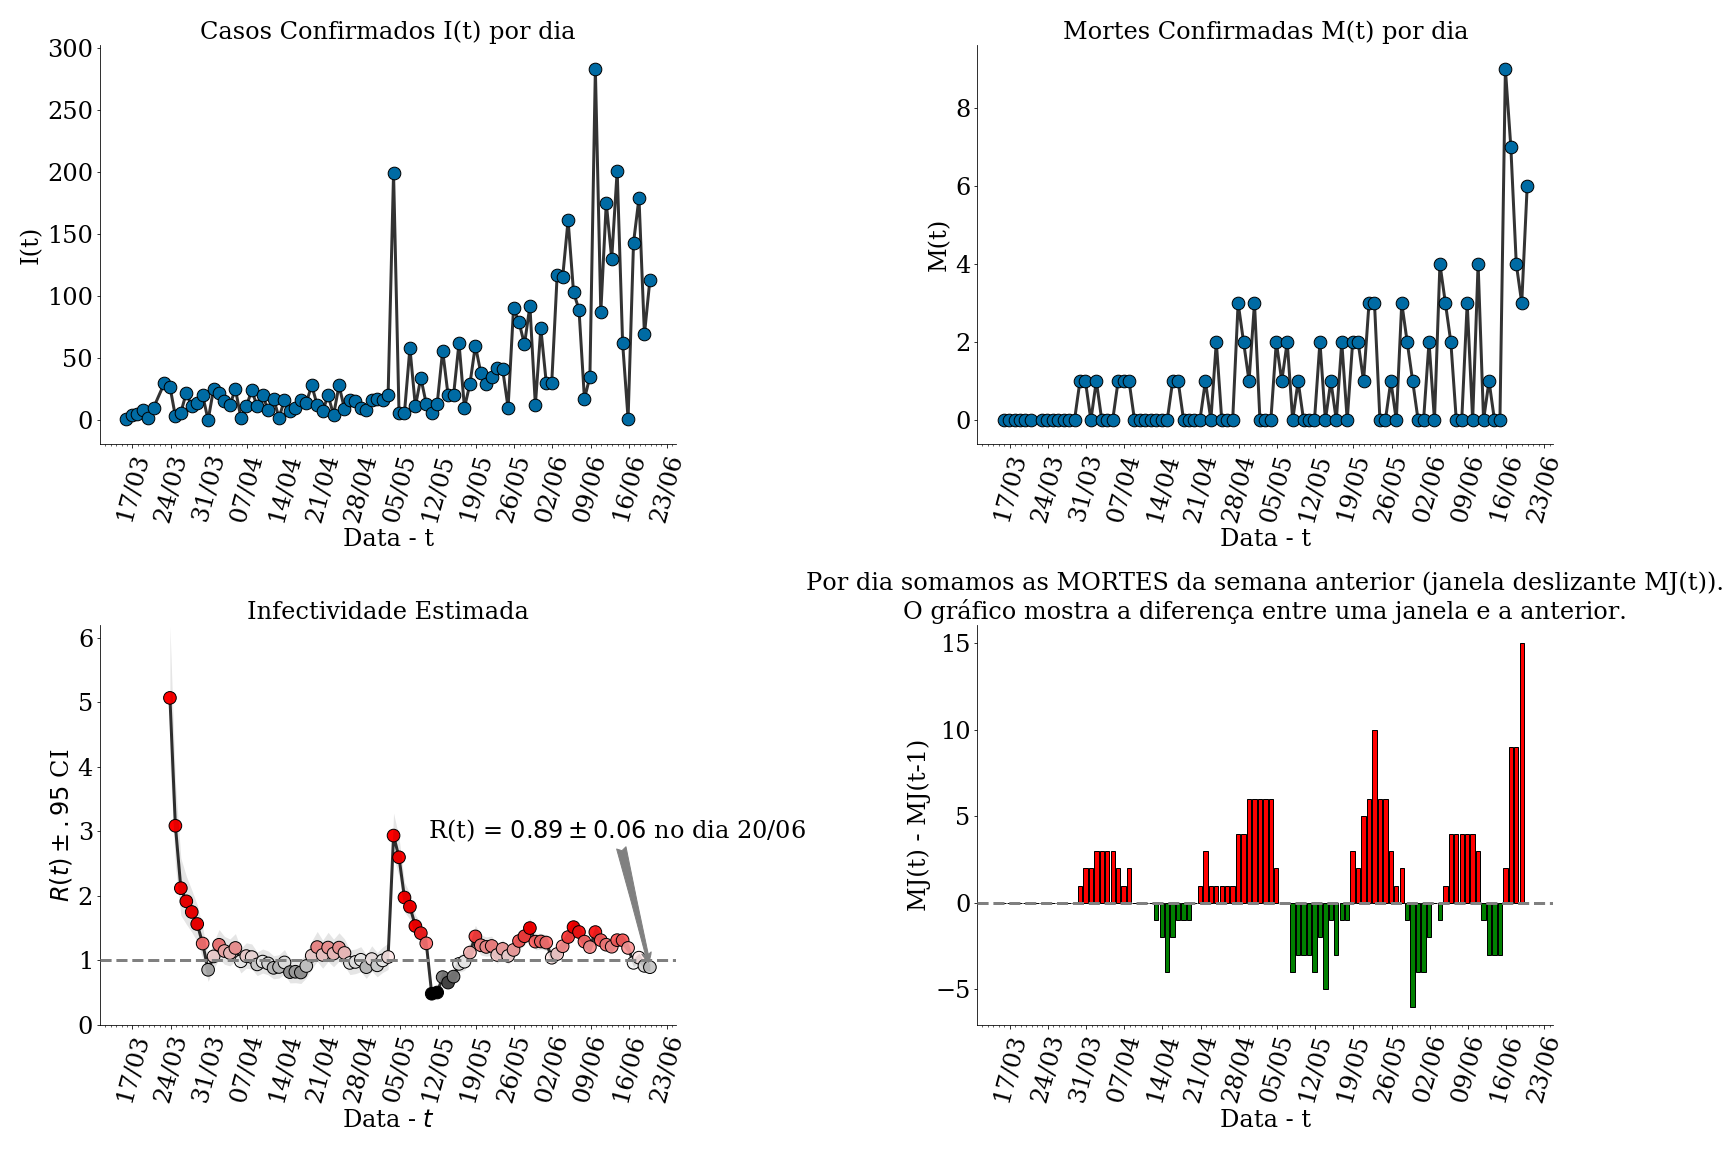 Casos Confirmados I(t) por dia
300
250
200
150
100
50
0
I(t)
17/03 24/03 31/03 07/04 14/04 21/04 28/04 05/05 12/05 19/05 26/05 02/06 09/06 16/06 23/06
Data - t
Mortes Confirmadas M(t) por dia
8
6
4
2
0
M(t)
17/03 24/03 31/03 07/04 14/04 21/04 28/04 05/05 12/05 19/05 26/05 02/06 09/06 16/06 23/06
Data - t
Infectividade Estimada
6
5
4
3
2
1
0
R(t) ± .95 CI
R(t) = 0.89 ± 0.06 no dia 20/06
17/03 24/03 31/03 07/04 14/04 21/04 28/04 05/05 12/05 19/05 26/05 02/06 09/06 16/06 23/06
Data - t
Por dia somamos as MORTES da semana anterior (janela deslizante MJ(t)).
O gráfico mostra a diferença entre uma janela e a anterior.
15
10
5
0
−5
MJ(t) - MJ(t-1)
17/03 24/03 31/03 07/04 14/04 21/04 28/04 05/05 12/05 19/05 26/05 02/06 09/06 16/06 23/06
Data - t